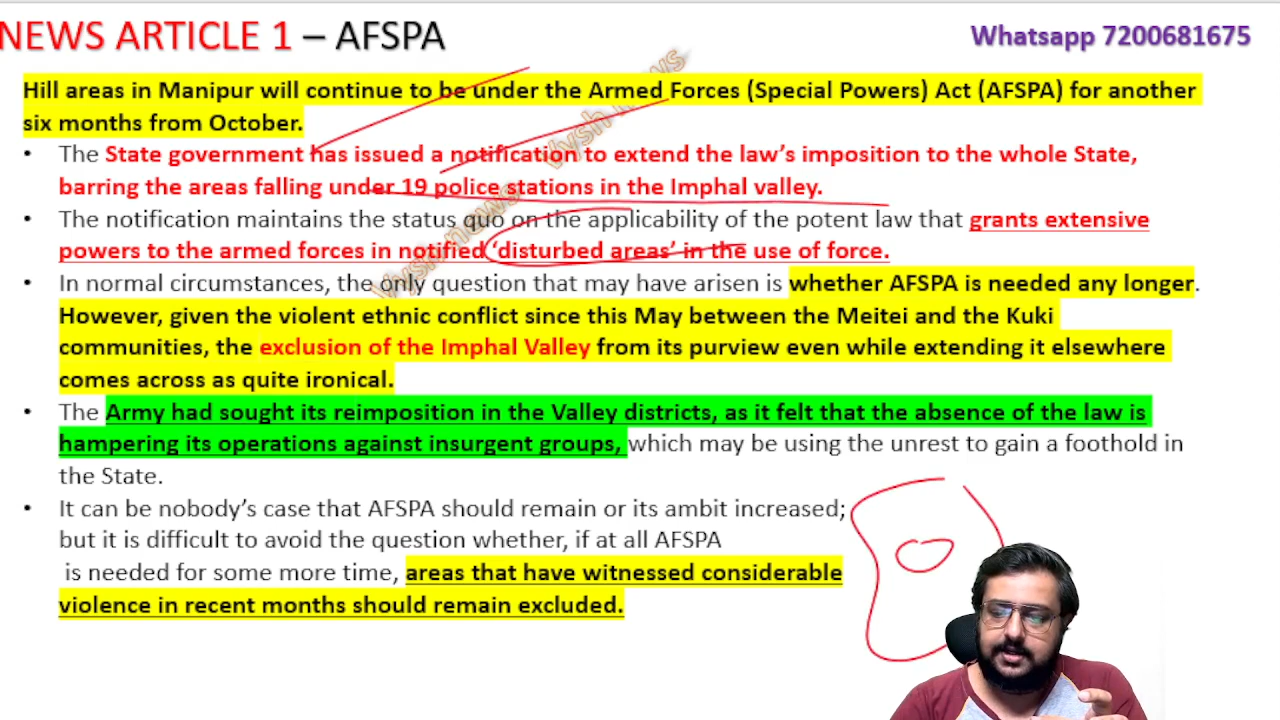 NEWS ARTICLE 1 – AFSPA
Whatsapp 7200681675
Hill areas in Manipur will continue to be under the Armed Forces (Special Powers) Act (AFSPA) for another
six months from October.
• The State government has issued a notification to extend the law's imposition to the whole State,
barring the areas falling under 19 police stations in the Imphal valley.
• The notification maintains the status quo on the applicability of the potent law that grants extensive
powers to the armed forces in notified 'disturbed areas' in the use of force.
• In normal circumstances, the only question that may have arisen is whether AFSPA is needed any longer.
However, given the violent ethnic conflict since this May between the Meitei and the Kuki
communities, the exclusion of the Imphal Valley from its purview even while extending it elsewhere
comes across as quite ironical.
• The Army had sought its reimposition in the Valley districts, as it felt that the absence of the law is
hampering its operations against insurgent groups, which may be using the unrest to gain a foothold in
the State.
• It can be nobody's case that AFSPA should remain or its ambit increased;
but it is difficult to avoid the question whether, if at all AFSPA
is needed for some more time, areas that have witnessed considerable
violence in recent months should remain excluded.